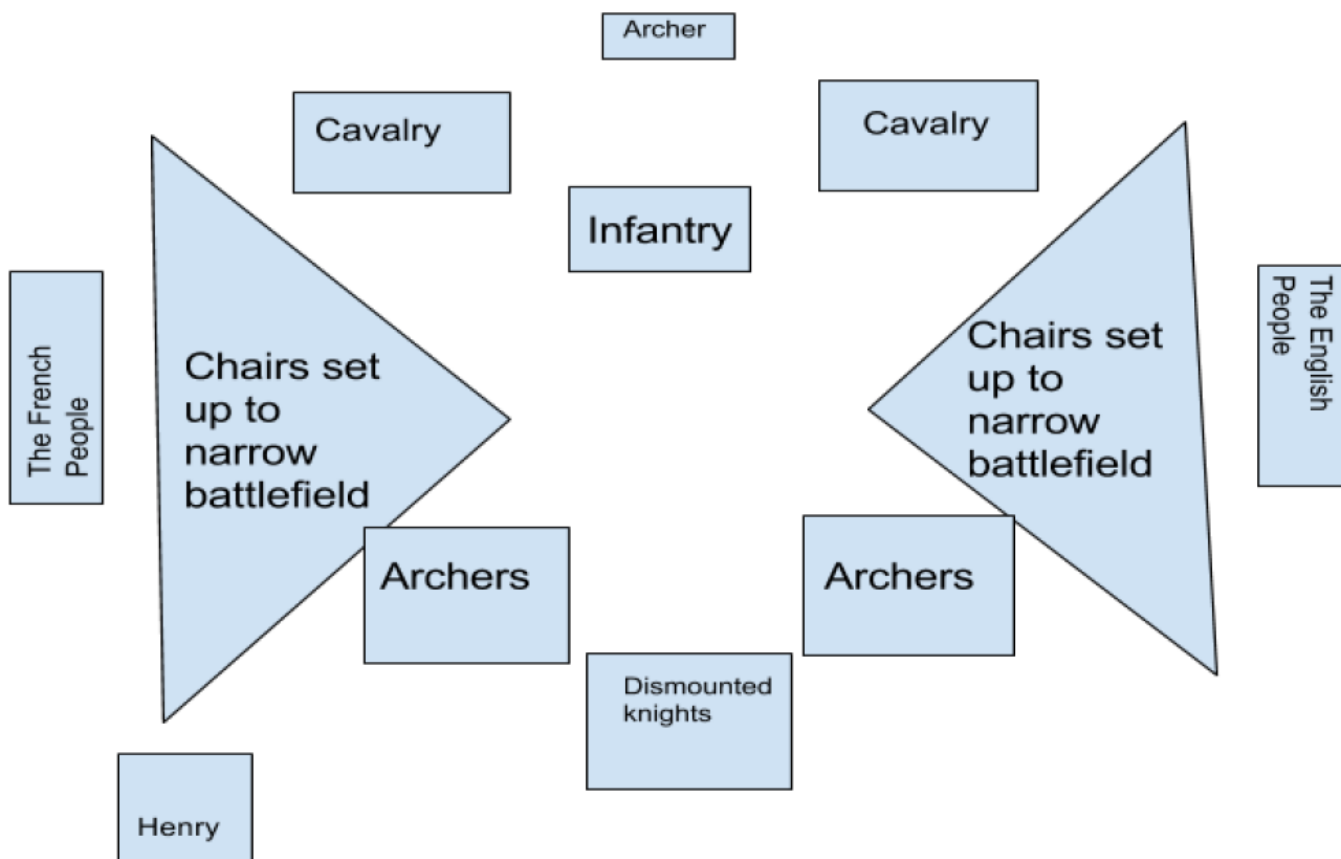 Archer
Cavalry
Cavalry
Infantry
The French
People
Chairs set
up to
narrow
battlefield
Chairs set
up to
narrow
battlefield
The English
People
Archers
Archers
Dismounted
knights
Henry